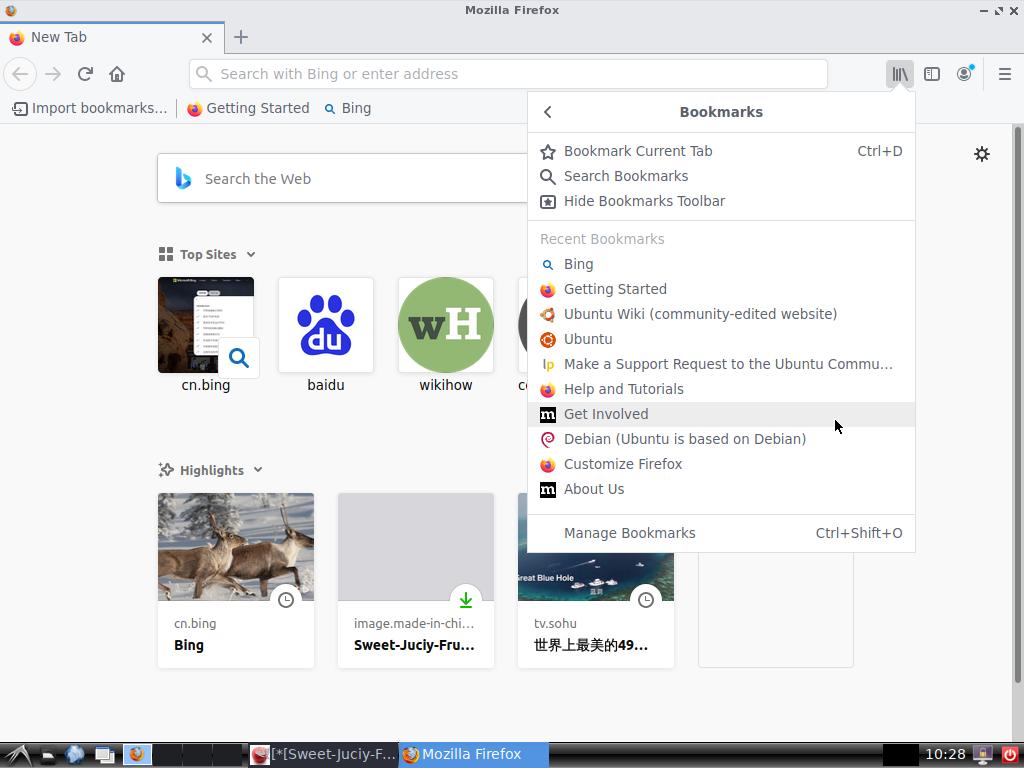 Mozilla Firefox
New Tab
Search with Bing or enter address
Import bookmarks...
Getting Started
Bing
Bookmarks
Bookmark Current Tab Ctrl+D
Search Bookmarks
Hide Bookmarks Toolbar
Recent Bookmarks
Bing
Getting Started
Ubuntu Wiki (community-edited website)
Ubuntu
lp Make a Support Request to the Ubuntu Commu...
Help and Tutorials
m Get Involved
Debian (Ubuntu is based on Debian)
Customize Firefox
m About Us
Manage Bookmarks Ctrl+Shift+O
Search the Web
Top Sites
du
wH
cn.bing
baidu
wikihow
Highlights
Great Blue Hole
蓝洞
cn.bing
Bing
image.made-in-chi...
Sweet-Juciy-Fru...
tv.sohu
世界上最美的49...
[*[Sweet-Juciy-F...
Mozilla Firefox
10:28